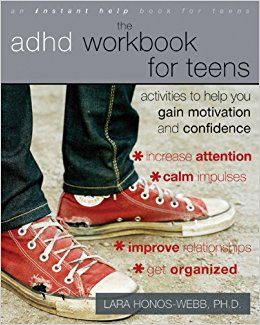 an instant help book for teens
the
adhd workbook
for teens
activities to help you
gain motivation
and confidence
* increase attention
* calm impulses
* improve relationships
* get organized
LARA HONOS-WEBB, PH.D.